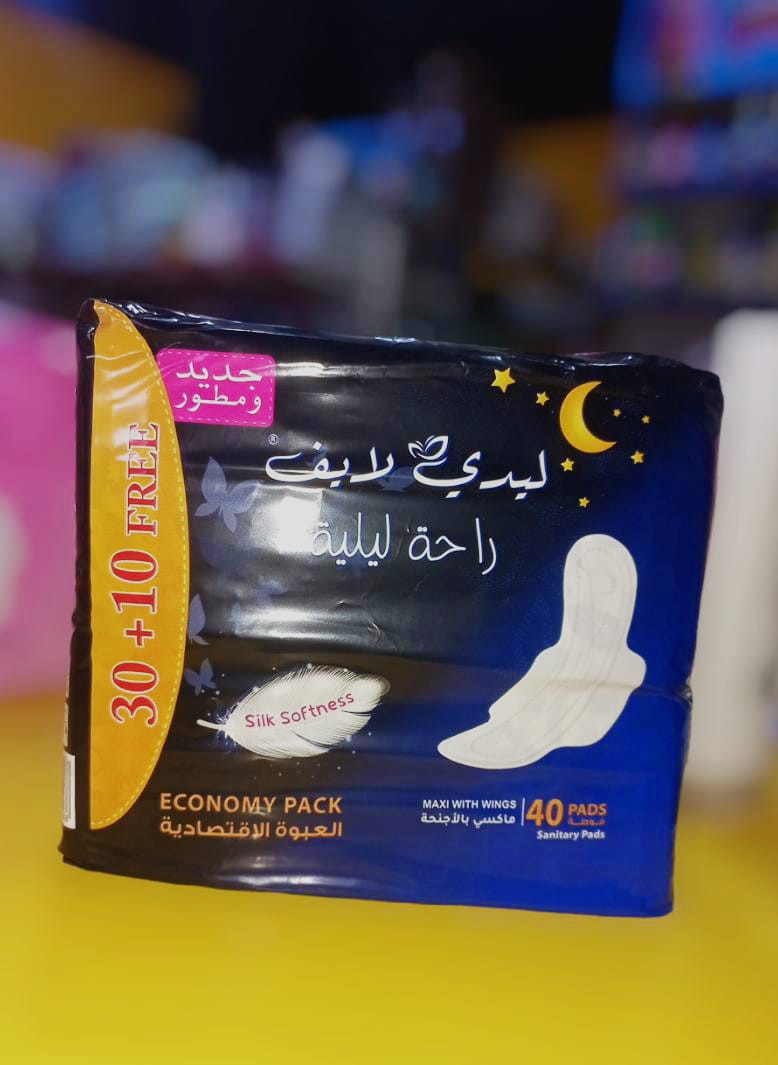 جديد
ومطور
30 + 10 FREE
ليدي لايف ®
راحة ليلية
Silk Softness
ECONOMY PACK
العبوة الاقتصادية
MAXI WITH WINGS
ماكسي بالأجنحة
40 PADS
فوطة
Sanitary Pads